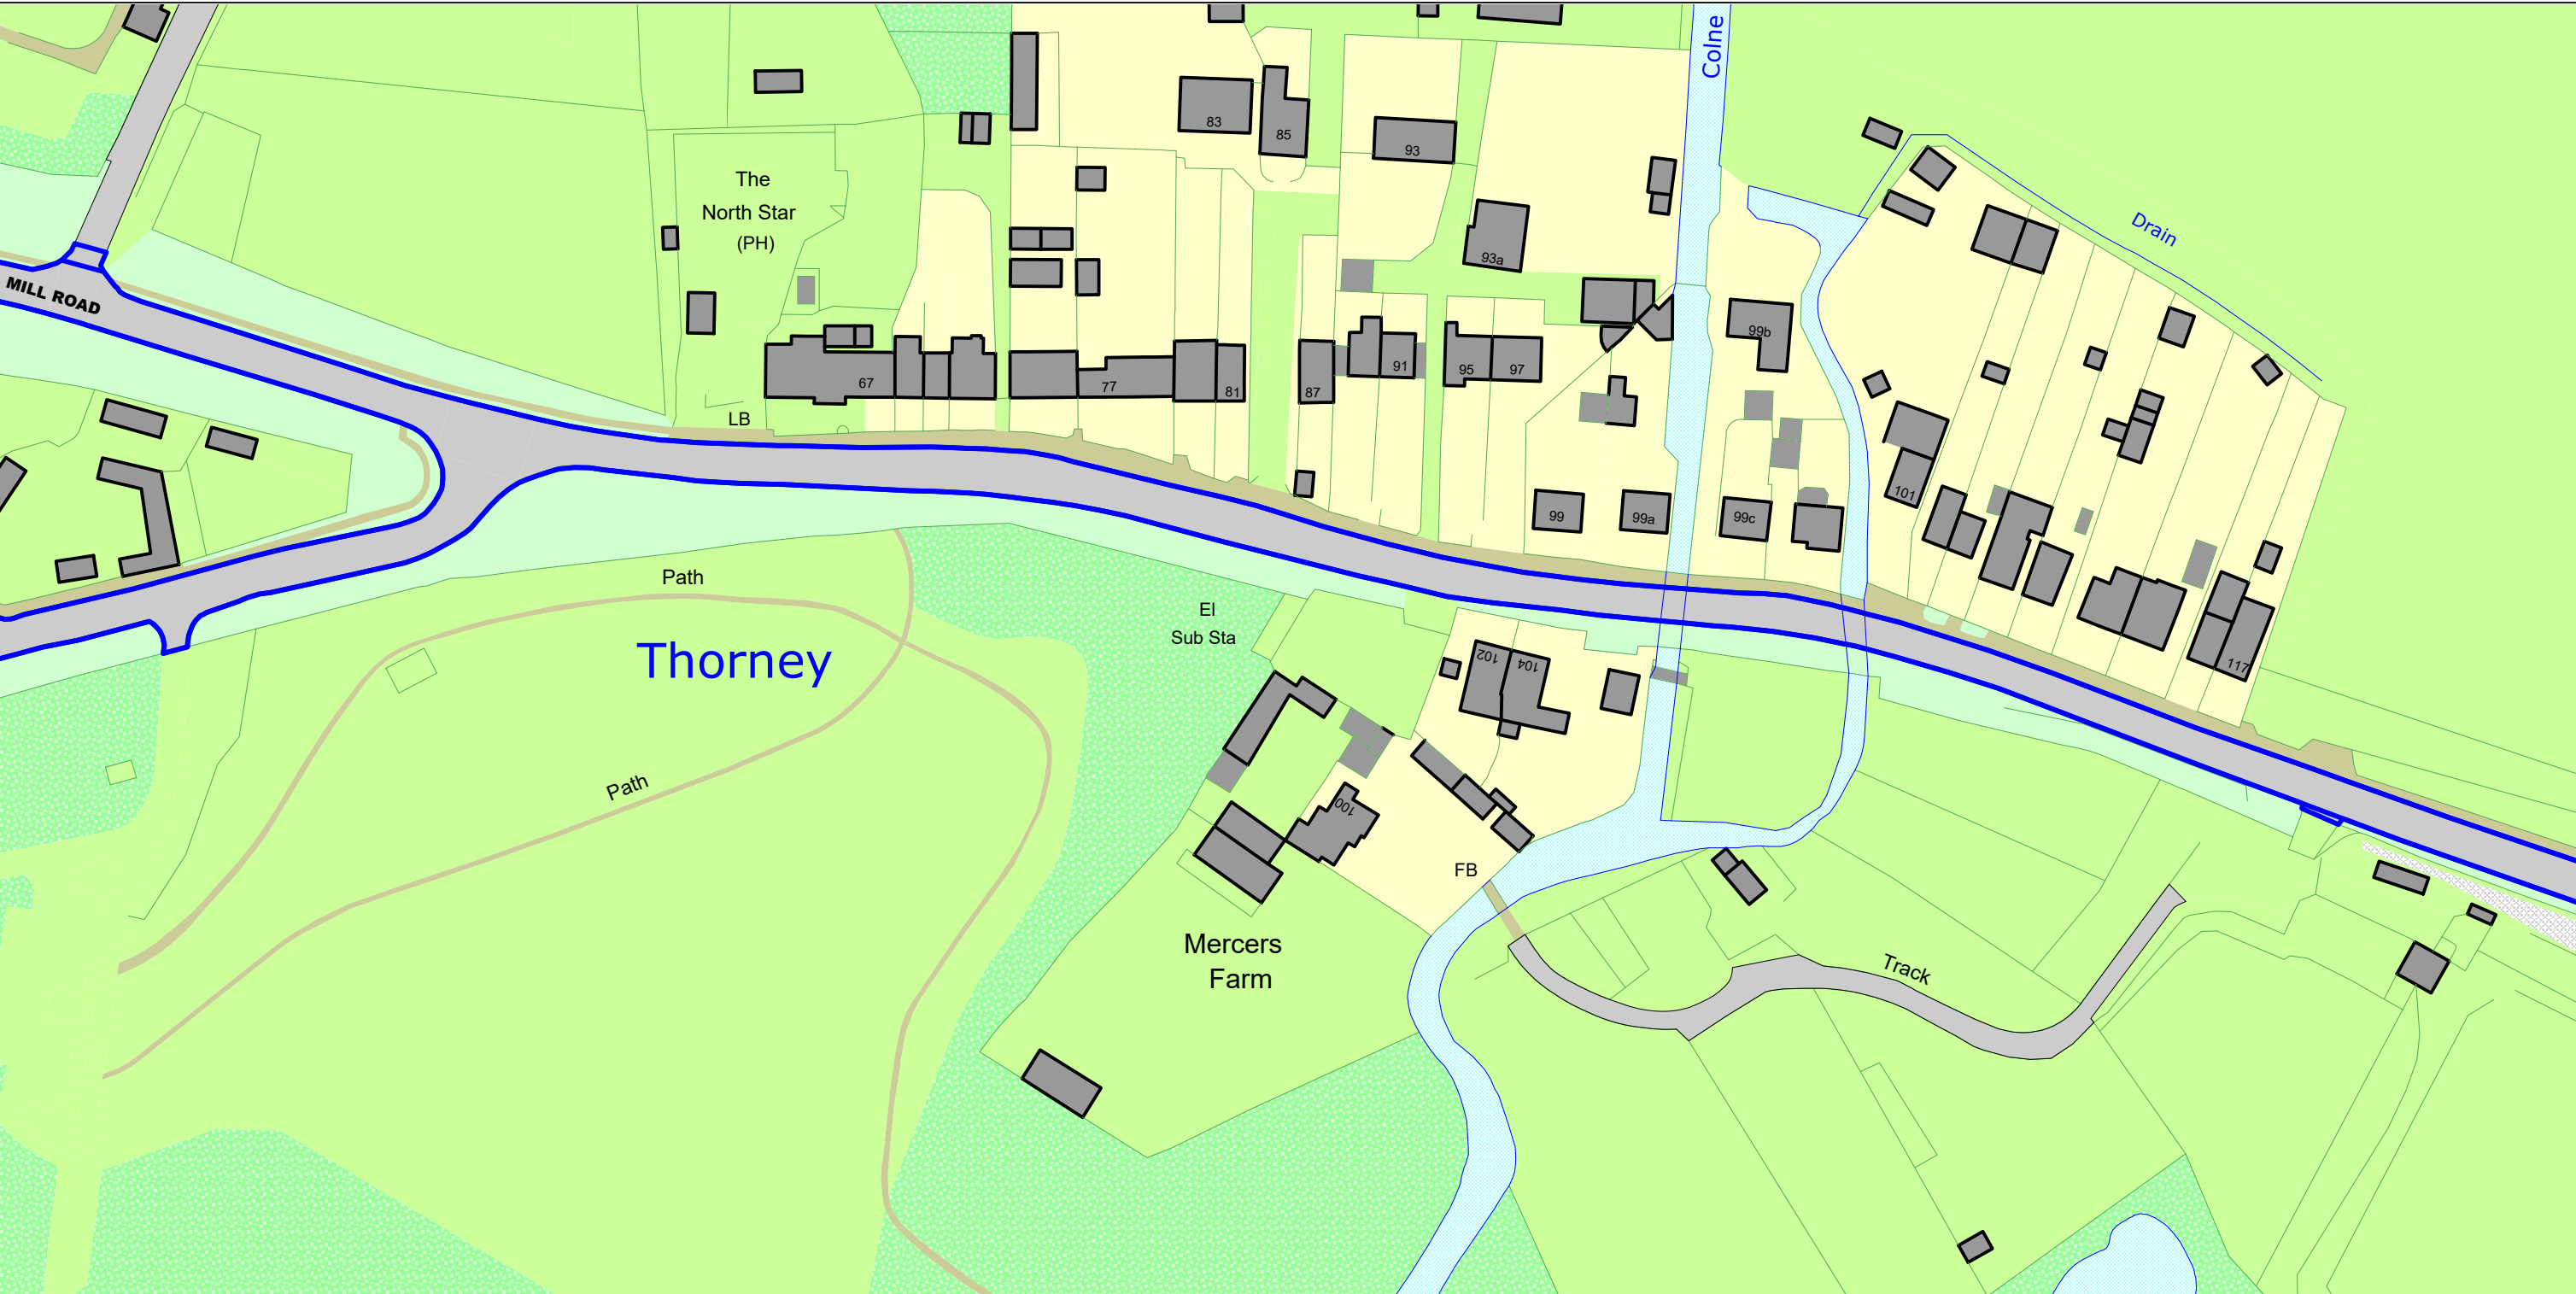 Colne
83
85
93
The
North Star
(PH)
Drain
93a
MILL ROAD
99b
67
77
81
87
91
95
97
LB
101
99
99a
99c
Path
El
Sub Sta
Thorney
102
104
117
Path
100
FB
Mercers
Farm
Track